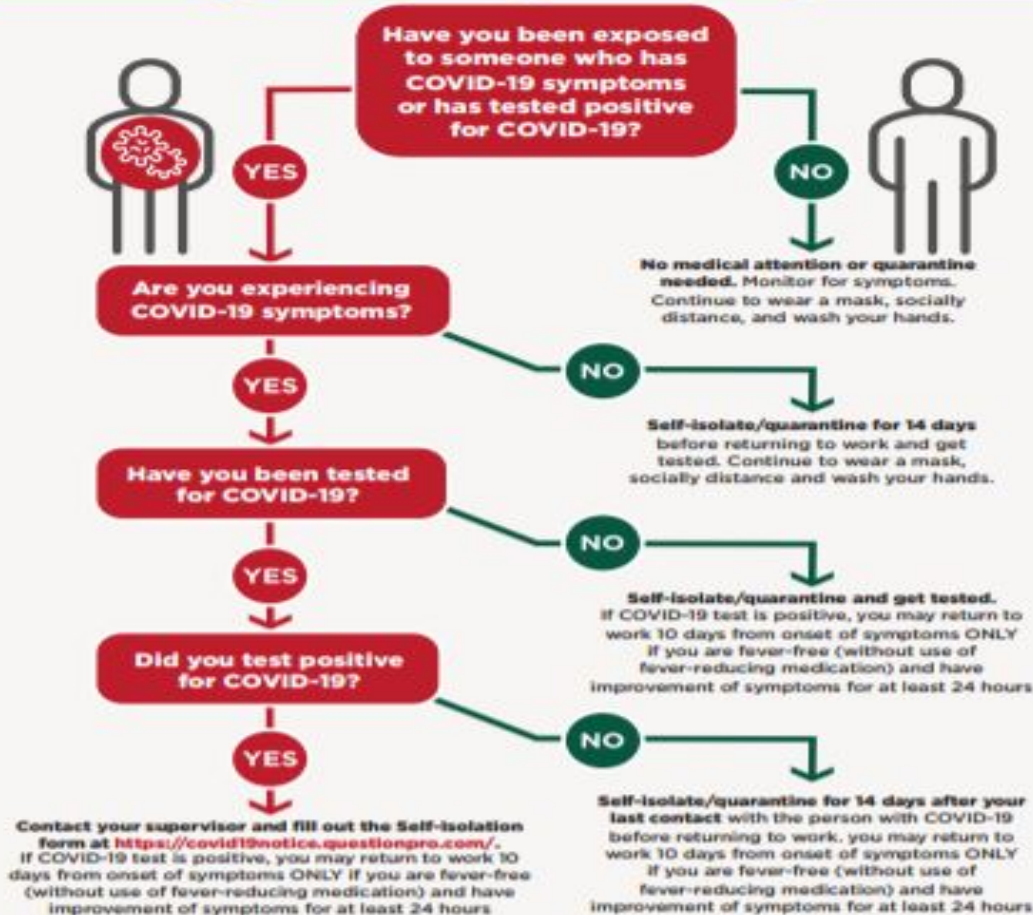 Have you been exposed
to someone who has
COVID-19 symptoms
or has tested positive
for COVID-19?
YES
NO
No medical attention or quarantine
needed. Monitor for symptoms.
Continue to wear a mask, socially
distance, and wash your hands.
Are you experiencing
COVID-19 symptoms?
YES
NO
Self-isolate/quarantine for 14 days
before returning to work and get
tested. Continue to wear a mask,
socially distance and wash your hands.
Have you been tested
for COVID-19?
YES
NO
Self-isolate/quarantine and get tested.
If COVID-19 test is positive, you may return to
work 10 days from onset of symptoms ONLY
if you are fever-free (without use of
fever-reducing medication) and have
improvement of symptoms for at least 24 hours
Did you test positive
for COVID-19?
YES
NO
Contact your supervisor and fill out the Self-Isolation
form at https://covid19notice.questionpro.com/.
If COVID-19 test is positive, you may return to work 10
days from onset of symptoms ONLY if you are fever-free
(without use of fever-reducing medication) and have
improvement of symptoms for at least 24 hours
Self-isolate/quarantine for 14 days after your
last contact with the person with COVID-19
before returning to work, you may return to
work 10 days from onset of symptoms ONLY
if you are fever-free (without use of
fever-reducing medication) and have
improvement of symptoms for at least 24 hours